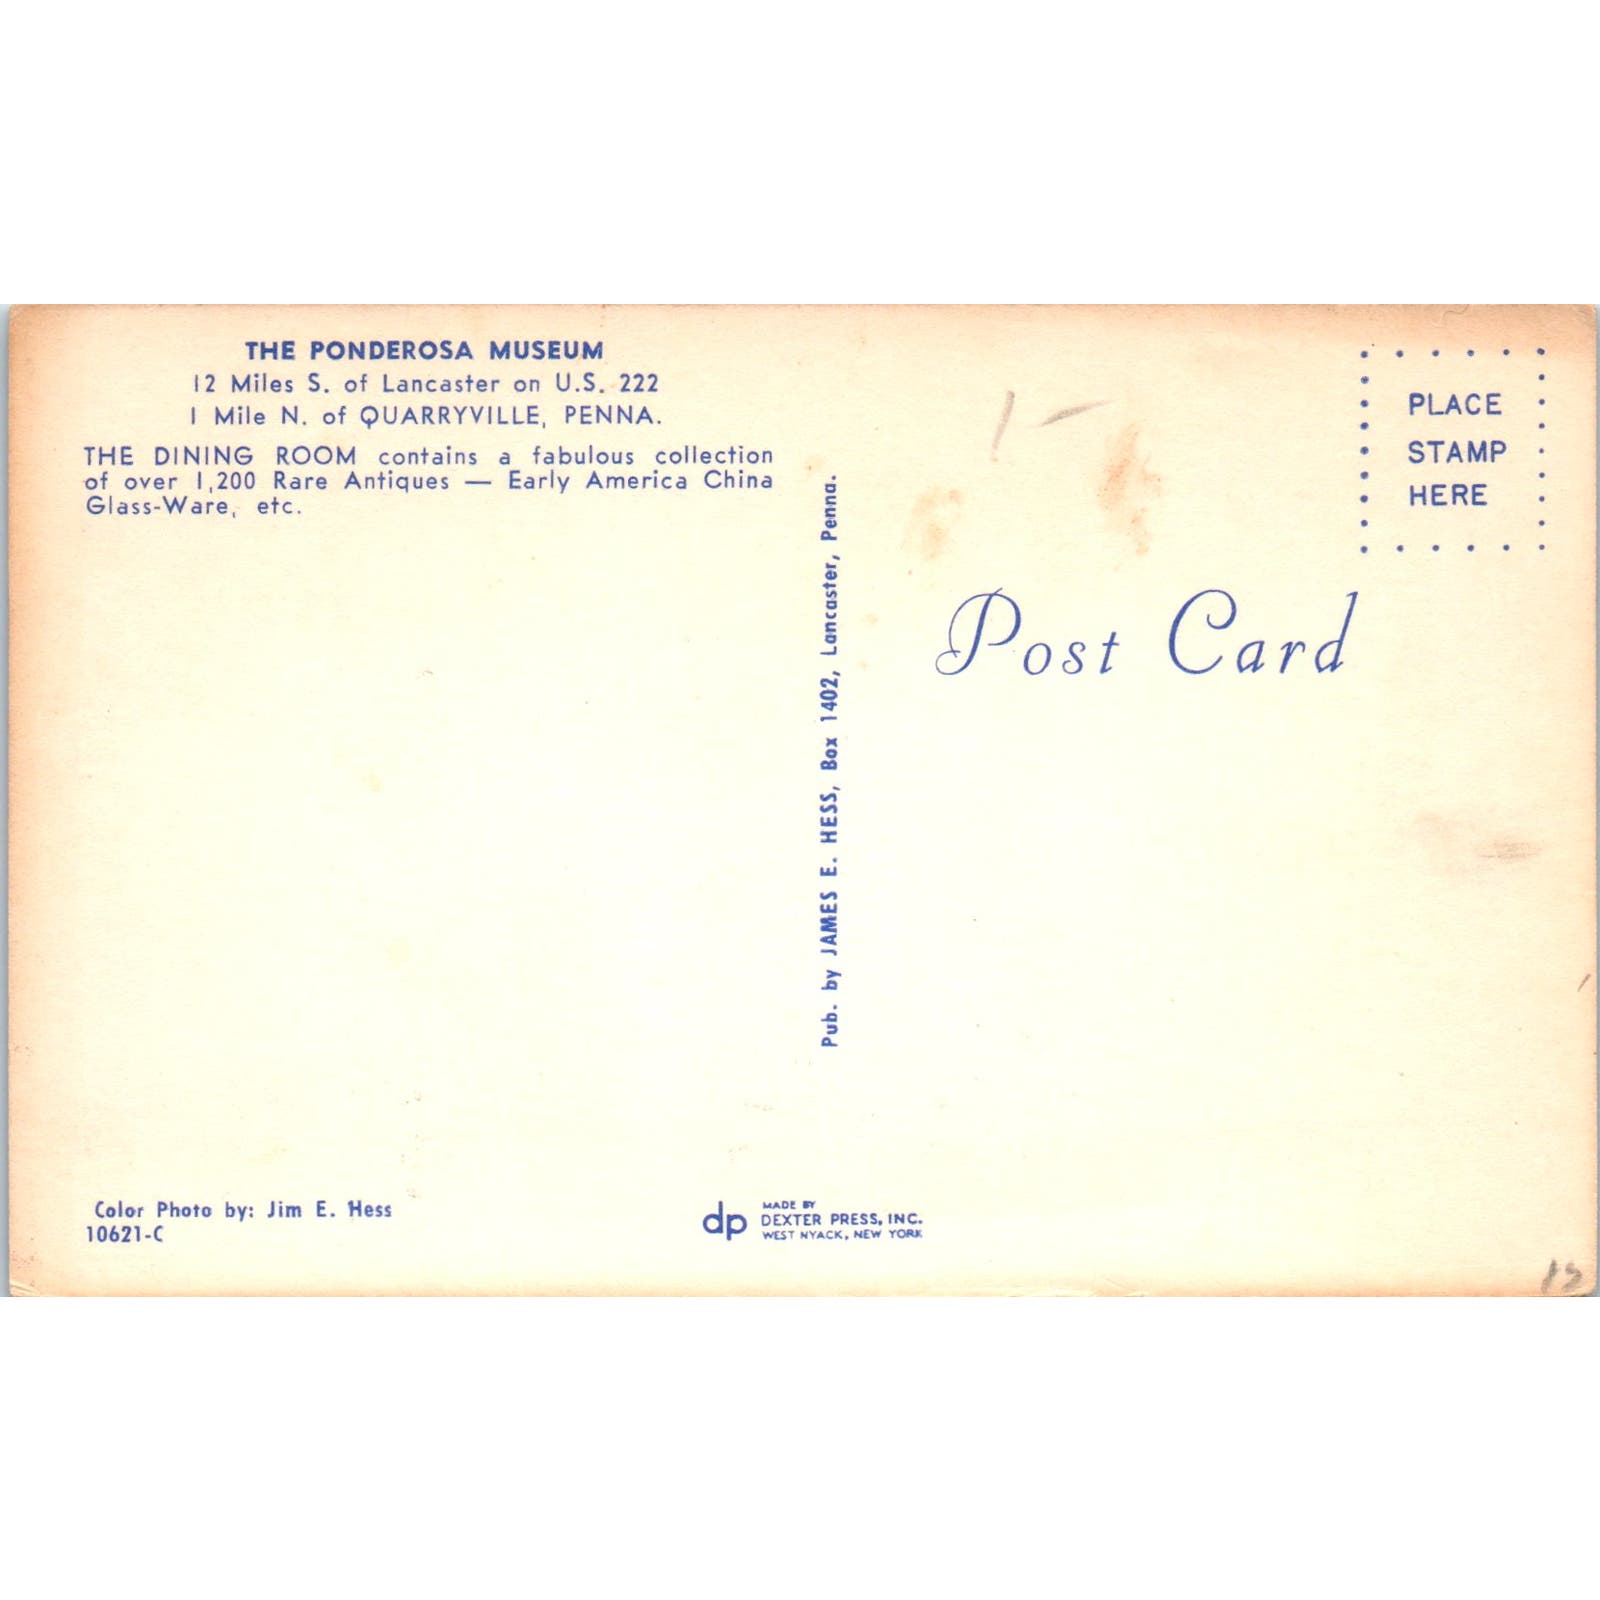 THE PONDEROSA MUSEUM
12 Miles S. of Lancaster on U.S. 222
1 Mile N. of QUARRYVILLE, PENNA.
THE DINING ROOM contains a fabulous collection
of over 1,200 Rare Antiques — Early America China
Glass-Ware, etc.
Color Photo by: Jim E. Hess
10621-C
Pub. by JAMES E. HESS, Box 1402, Lancaster, Penna.
dp
MADE BY
DEXTER PRESS, INC.
WEST NYACK, NEW YORK
1-
PLACE
STAMP
HERE
Post Card